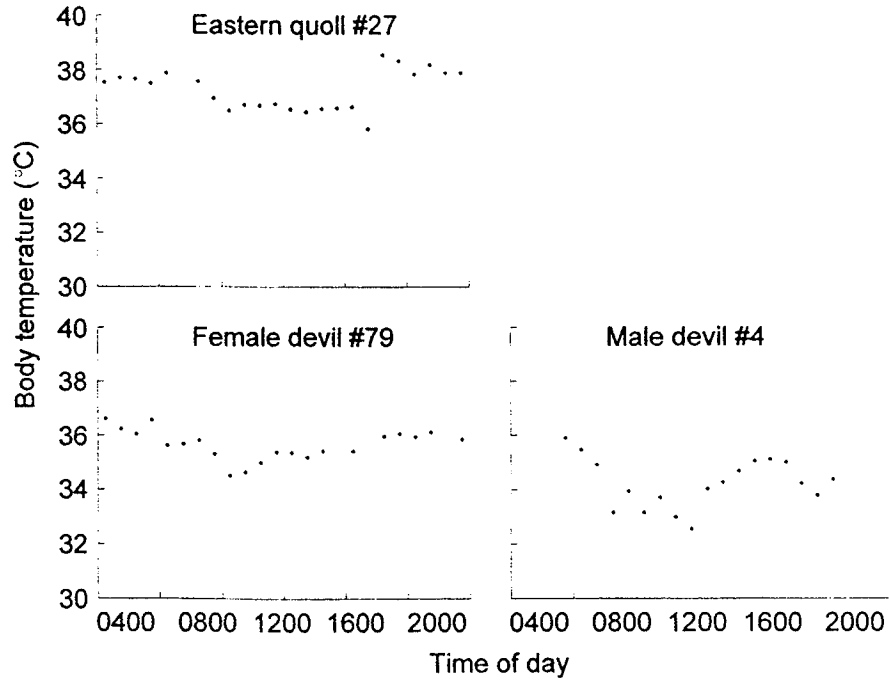 Eastern quoll #27
40
38
36
34
32
30
Body temperature (°C)
Female devil #79
Male devil #4
40
38
36
34
32
30
0400 0800 1200 1600 2000
0400 0800 1200 1600 2000
Time of day